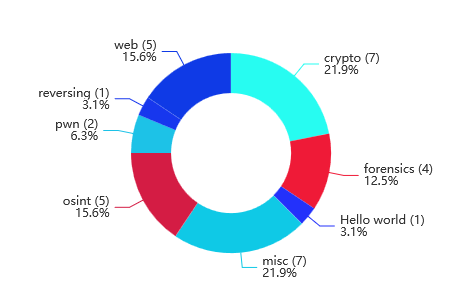 web (5)
15.6%
crypto (7)
21.9%
reversing (1)
3.1%
pwn (2)
6.3%
forensics (4)
12.5%
osint (5)
15.6%
Hello world (1)
3.1%
misc (7)
21.9%